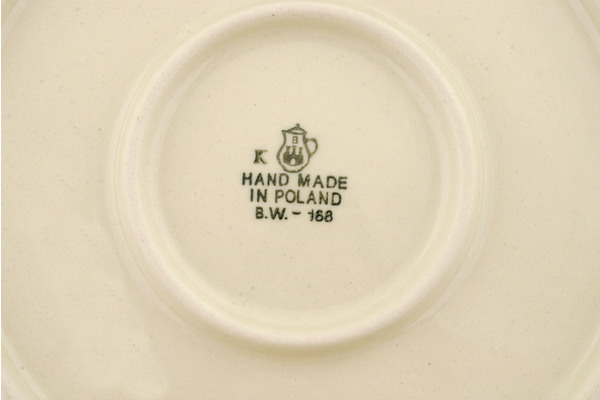 B
K
HAND MADE
IN POLAND
B.W. - 168